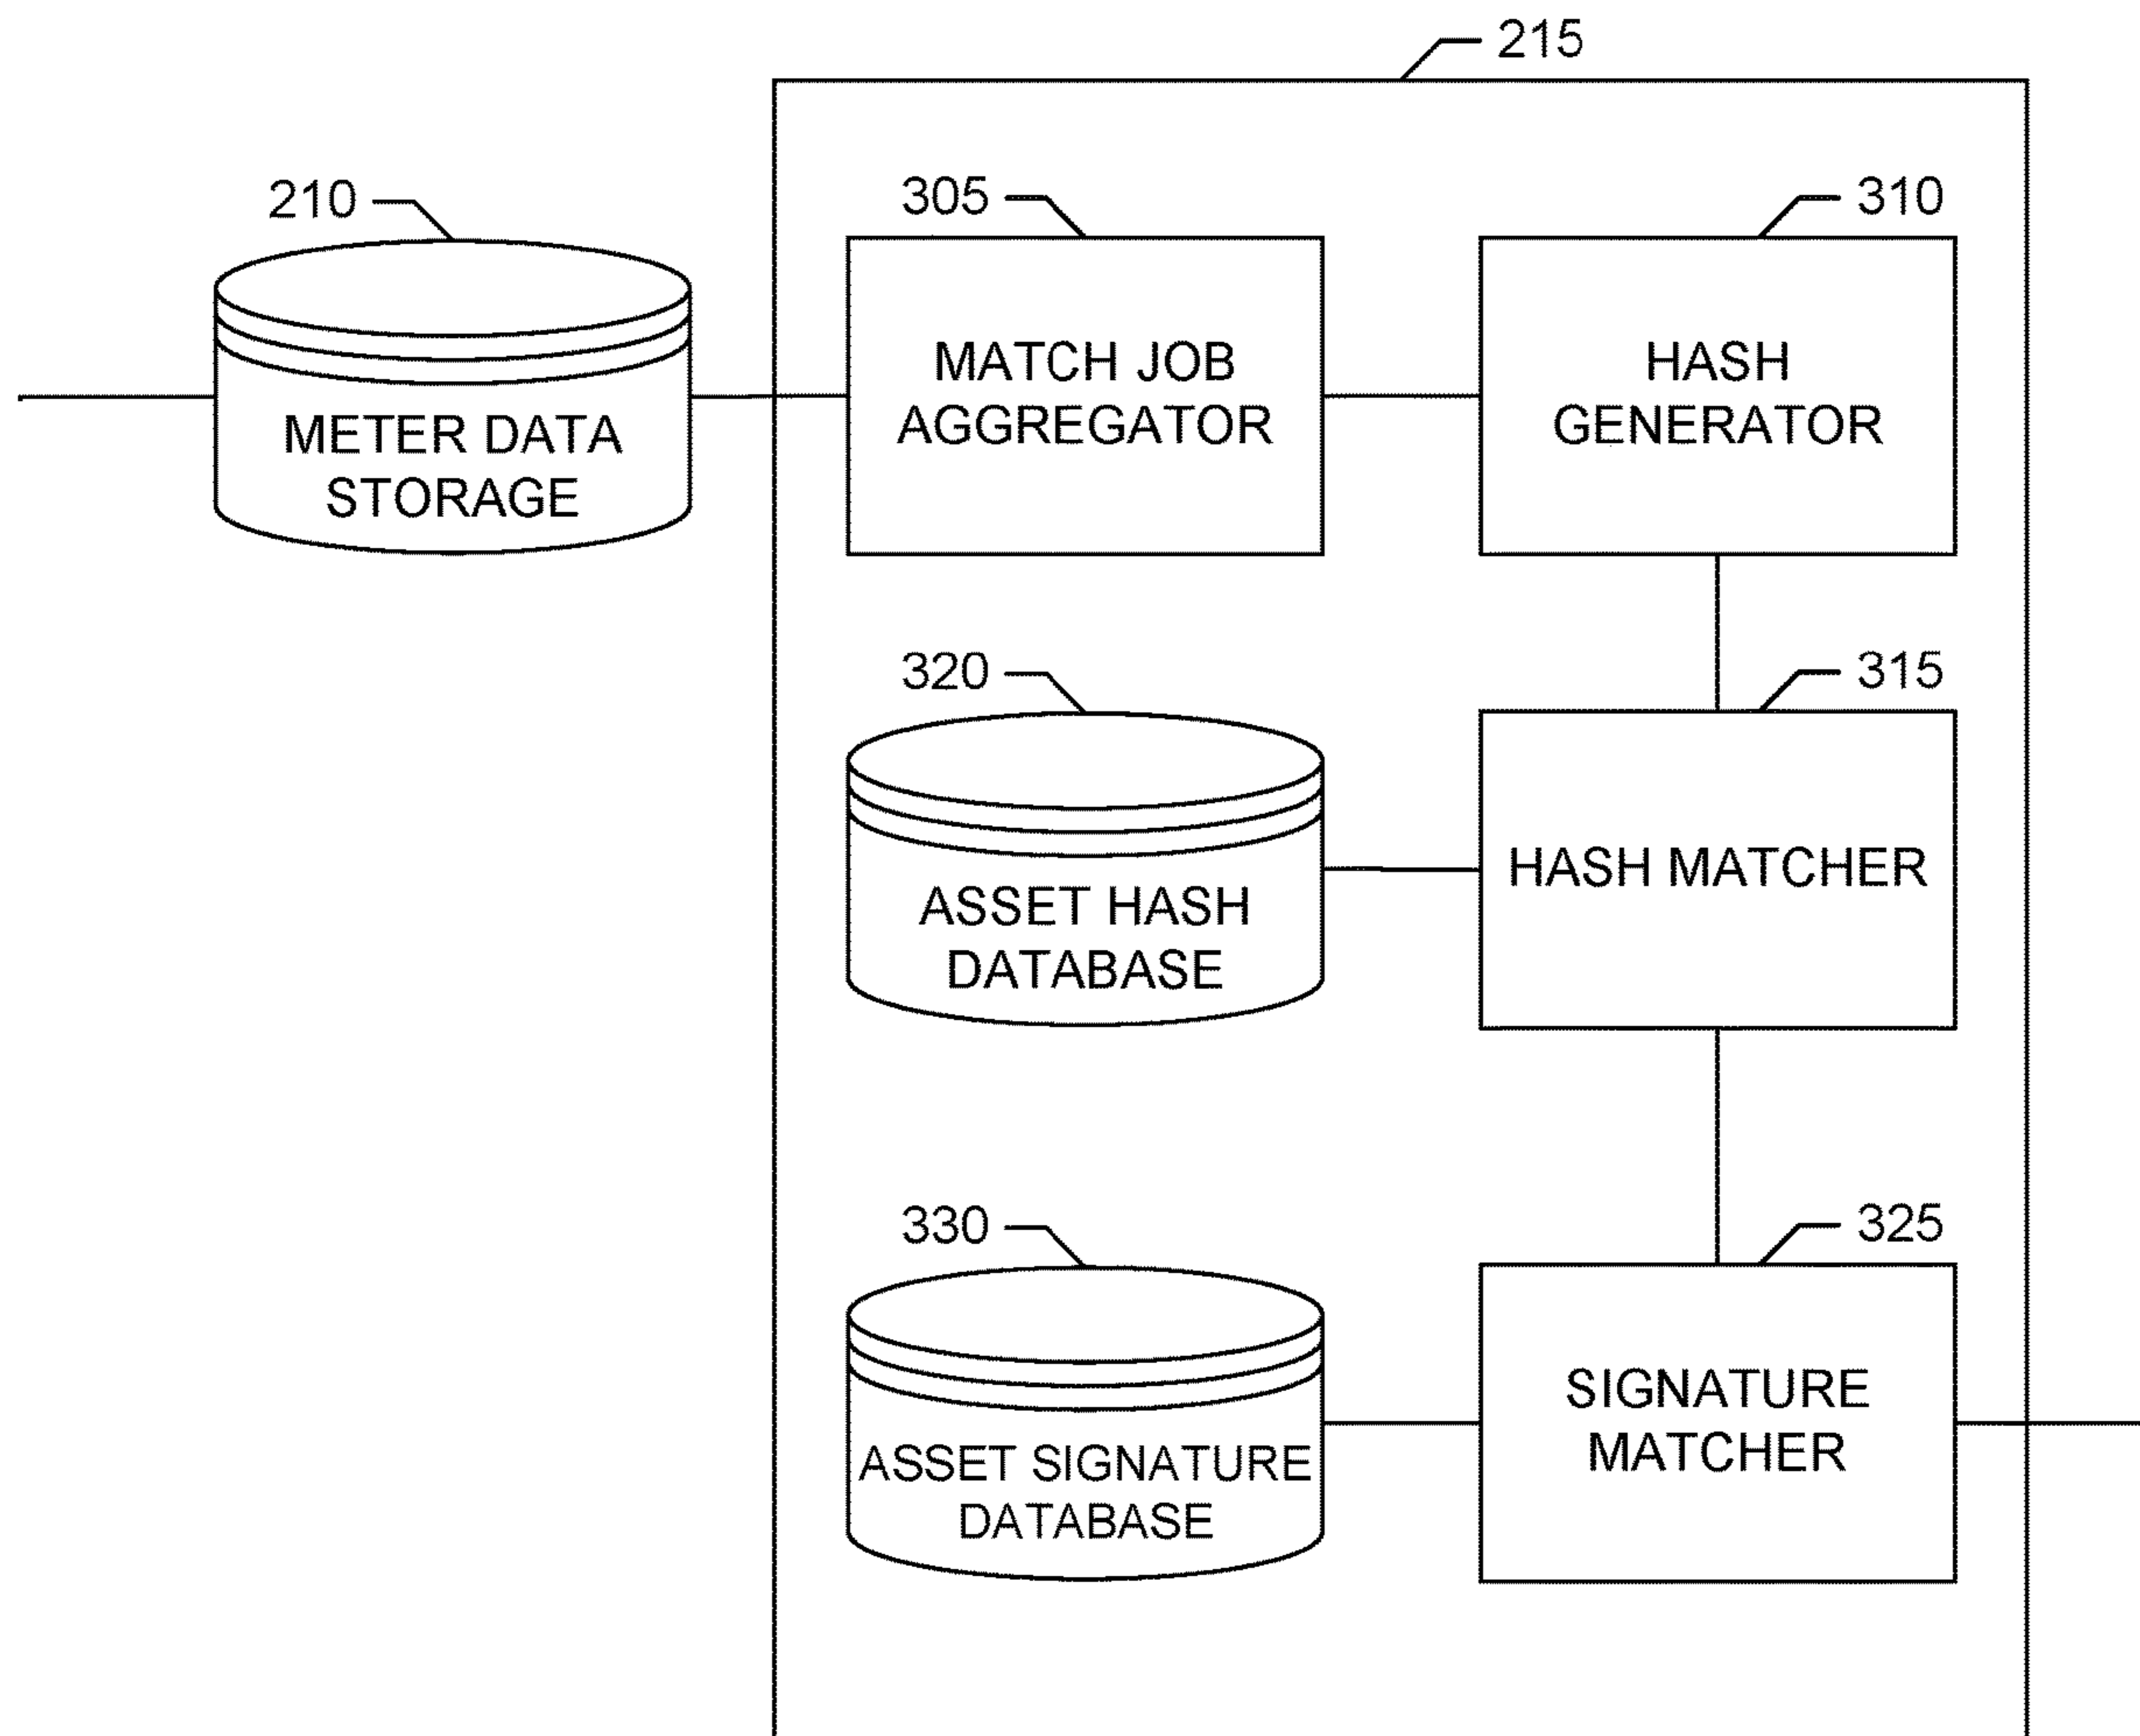 215
210
305
310
METER DATA
STORAGE
MATCH JOB
AGGREGATOR
HASH
GENERATOR
320
315
ASSET HASH
DATABASE
HASH MATCHER
330
325
ASSET SIGNATURE
DATABASE
SIGNATURE
MATCHER